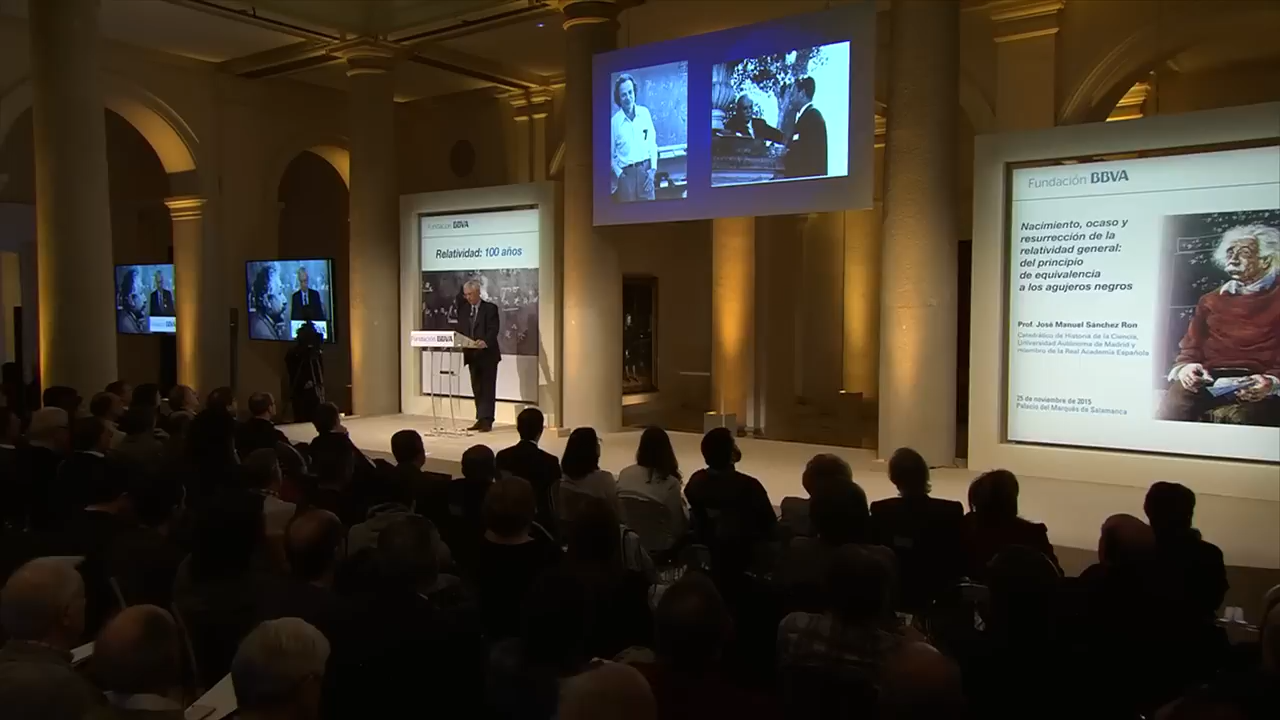 Fundación BBVA
Relatividad: 100 años
Fundación BBVA
Fundación BBVA
Nacimiento, ocaso y
resurrección de la
relatividad general:
del principio
de equivalencia
a los agujeros negros
Prof. José Manuel Sánchez Ron
Catedrático de Historia de la Ciencia,
Universidad Autónoma de Madrid y
miembro de la Real Academia Española
25 de noviembre de 2015
Palacio del Marqués de Salamanca